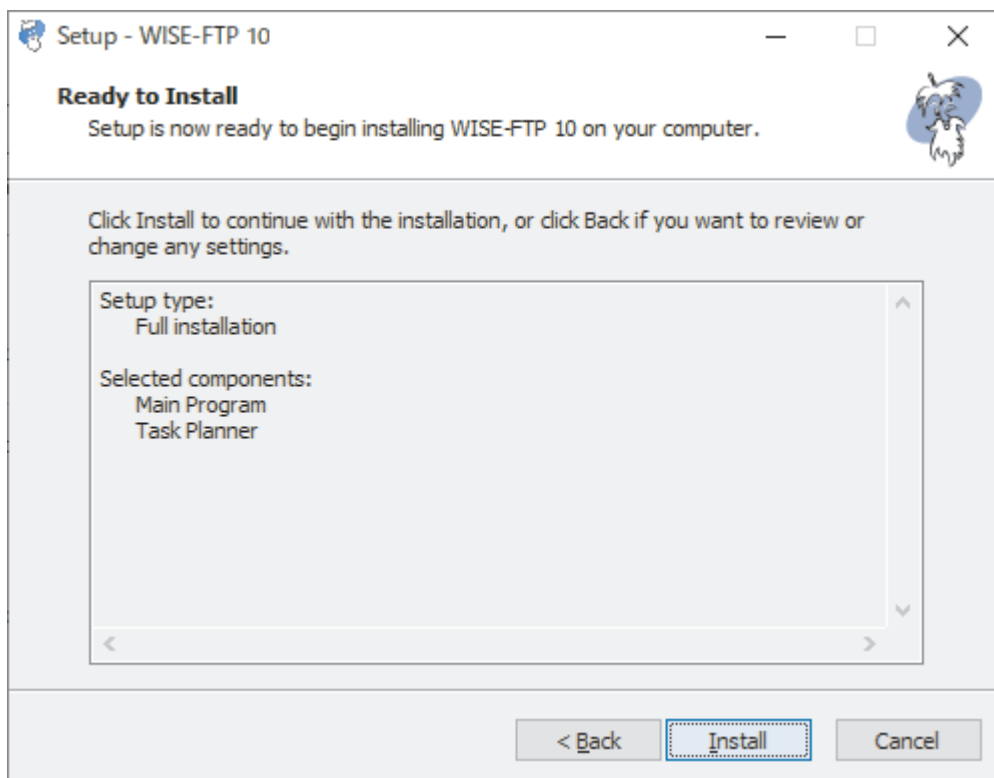 Setup - WISE-FTP 10
Ready to Install
Setup is now ready to begin installing WISE-FTP 10 on your computer.
Click Install to continue with the installation, or click Back if you want to review or
change any settings.
Setup type:
Full installation
Selected components:
Main Program
Task Planner
< Back
Install
Cancel